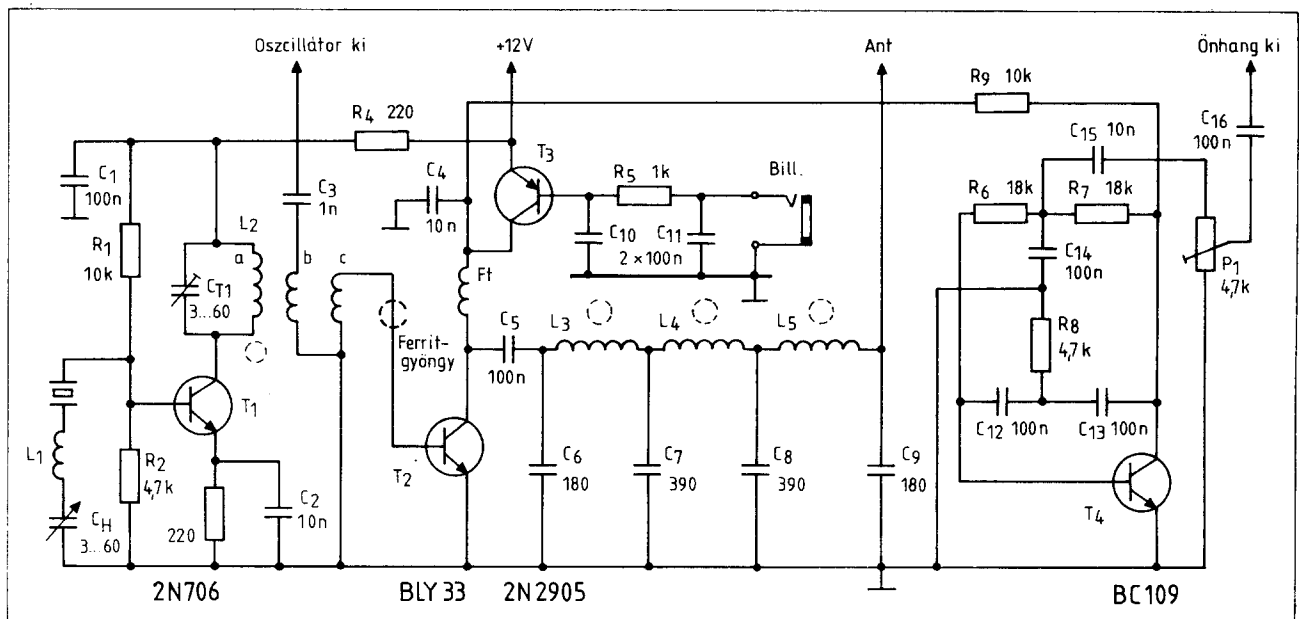 Oszcillátor ki
+12V
Ant
Önhang ki
R4 220
R9 10k
C1
100n
C3
1n
C4
10n
T3
R5 1k
Bill.
C15
10n
C16
100n
R1
10k
L2
a
b
c
CT1
3...60
Ft
C10
C11
2×100n
R6 18k
R7 18k
C14
100n
P1
4,7k
Ferrit-
gyöngy
C5
100n
L3
L4
L5
R8
4,7k
L1
T1
R2
4,7k
T2
C12
100n
C13
100n
CH
3...60
220
C2
10n
C6
180
C7
390
C8
390
C9
180
T4
2N706
BLY 33
2N2905
BC109